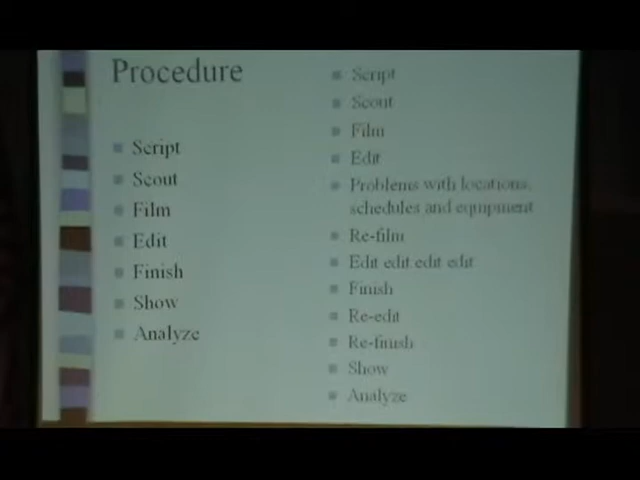 Procedure
Script
Scout
Film
Edit
Finish
Show
Analyze
Script
Scout
Film
Edit
Problems with locations,
schedules and equipment
Re-film
Edit edit edit edit
Finish
Re-edit
Re-finish
Show
Analyze